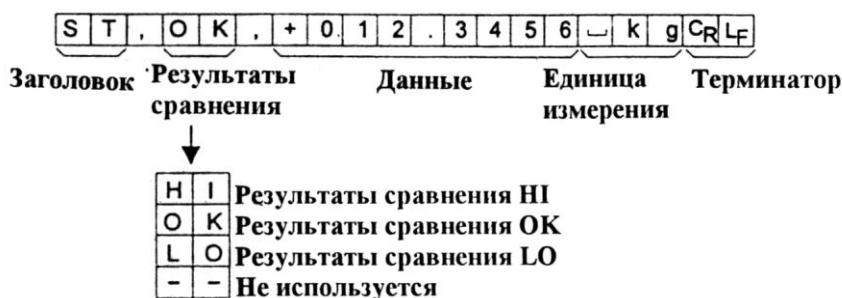 S T , O K , + 0 1 2 . 3 4 5 6 ⎵ k g CR LF
Заголовок Результаты сравнения Данные Единица измерения Терминатор
H I Результаты сравнения HI
O K Результаты сравнения OK
L O Результаты сравнения LO
- - Не используется